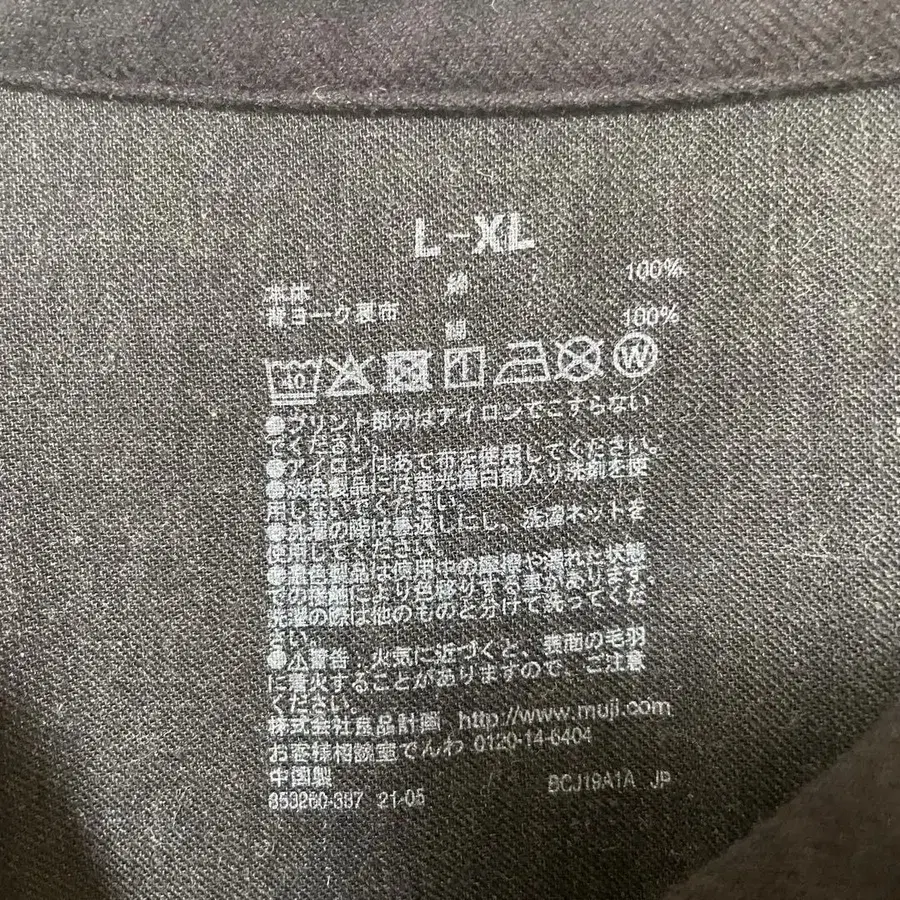 L-XL
本体 綿 100%
背ヨーク裏布 綿 100%
40 W
●プリント部分はアイロンでこすらない
でください。
●アイロンはあて布を使用してください。
●淡色製品には蛍光増白剤入り洗剤を使
用しないでください。
●洗濯の際は裏返しにし、洗濯ネットを
使用してください。
●濃色製品は使用中の摩擦や濡れた状態
での摩擦により色移りする事があります。
洗濯の際は他のものと分けて洗ってくだ
さい。
●⚠警告:火気に近づくと、表面の毛羽
に着火することがありますので、ご注意
ください。
株式会社良品計画 http://www.muji.com
お客様相談室でんわ 0120-14-6404
中国製 BCJ19A1A JP
853260-387 21-05